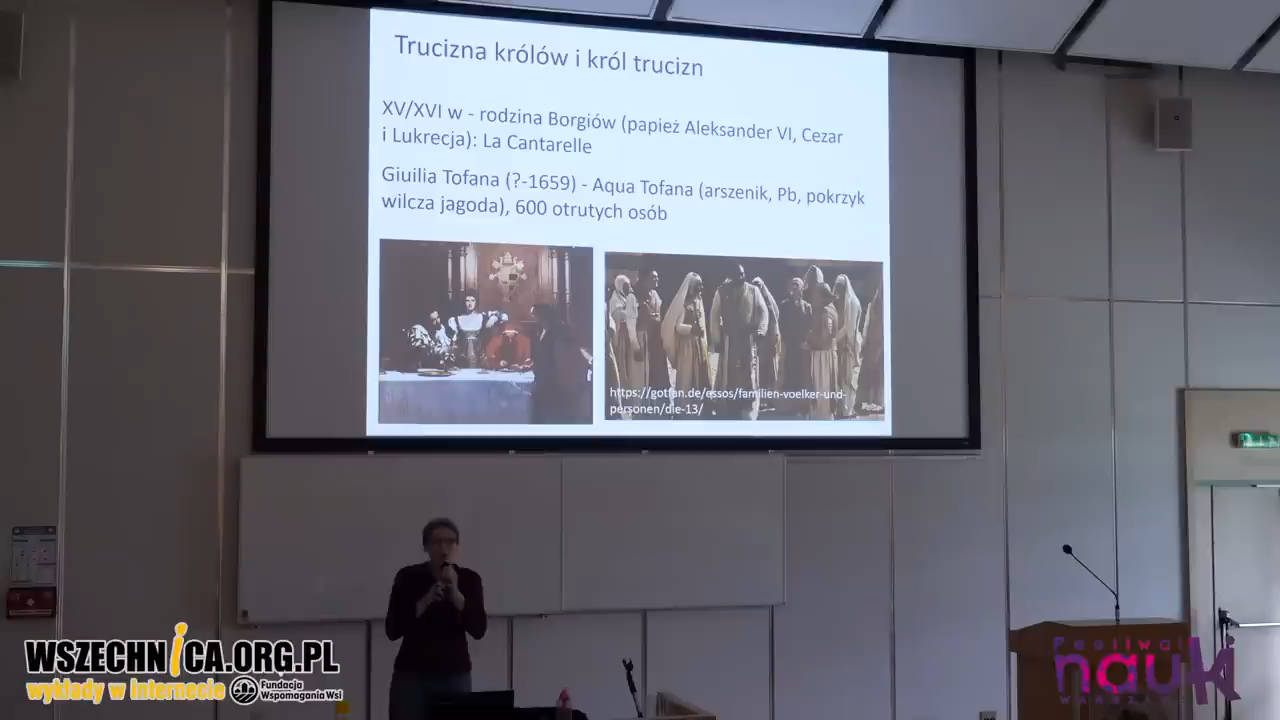 Trucizna królów i król trucizn
XV/XVI w - rodzina Borgiów (papież Aleksander VI, Cezar
i Lukrecja): La Cantarelle
Giuilia Tofana (?-1659) - Aqua Tofana (arszenik, Pb, pokrzyk
wilcza jagoda), 600 otrutych osób
https://gotfan.de/essos/familien-voelker-und-
personen/die-13/
WSZECHNICA.ORG.PL
wykłady w internecie
Fundacja
Wspomagania Wsi
Festiwal
nauki